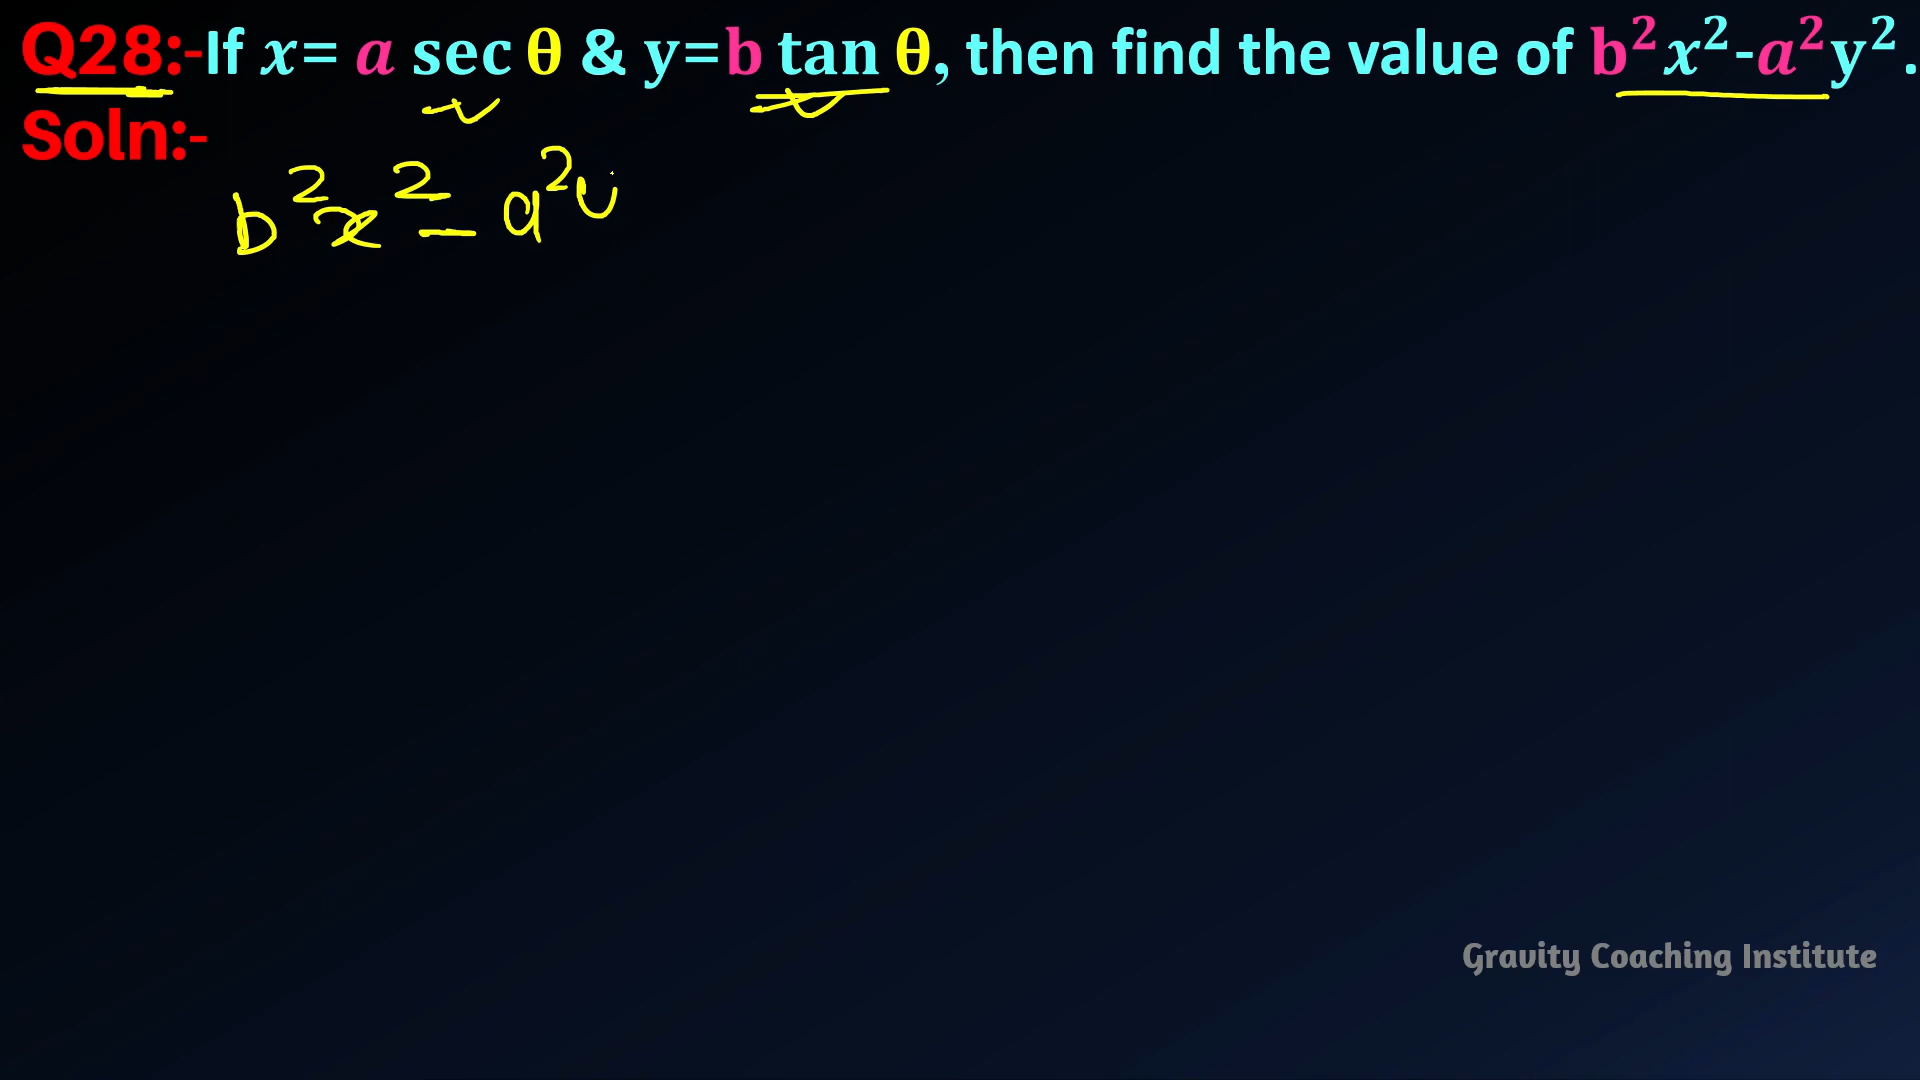 Q28:-If x= a sec θ & y=b tan θ, then find the value of b²x²-a²y².
Soln:-
b²x² - a²
Gravity Coaching Institute